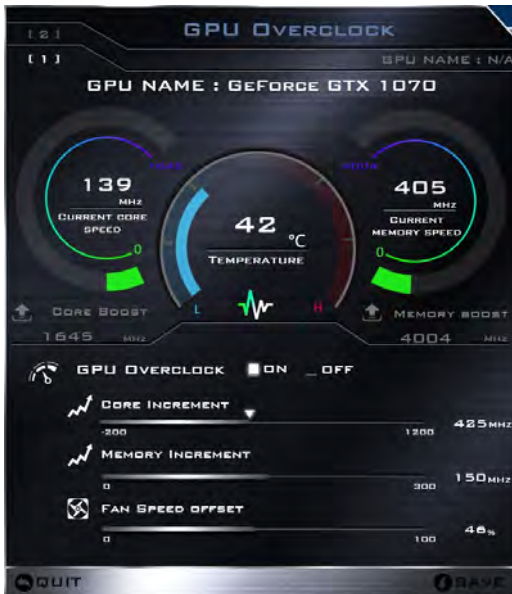 [2]
GPU Overclock
[1]
GPU NAME : N/A
GPU NAME : GeForce GTX 1070
139
MHz
Current core
speed
0
42 °C
Temperature
L
H
405
MHz
Current
memory speed
0
Core Boost
1645 MHz
Memory boost
4004 MHz
GPU Overclock ON _OFF
Core Increment
-200
1200
425MHz
Memory Increment
0
300
150MHz
Fan Speed offset
0
100
%
QUIT
SAVE